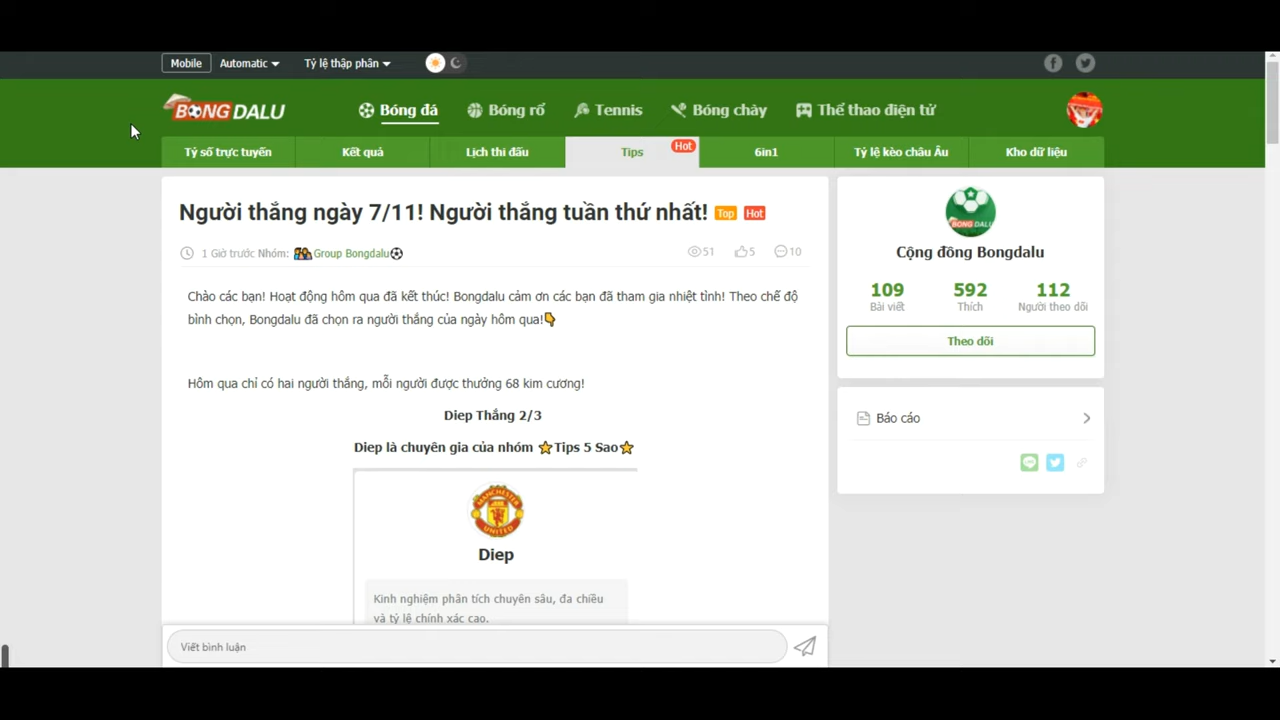 Mobile Automatic Tỷ lệ thập phân
BONGDALU Bóng đá Bóng rổ Tennis Bóng chày Thể thao điện tử
Tỷ số trực tuyến Kết quả Lịch thi đấu Tips Hot 6in1 Tỷ lệ kèo châu Âu Kho dữ liệu
Người thắng ngày 7/11! Người thắng tuần thứ nhất! Top Hot
1 Giờ trước Nhóm: Group Bongdalu 51 5 10
Chào các bạn! Hoạt động hôm qua đã kết thúc! Bongdalu cảm ơn các bạn đã tham gia nhiệt tình! Theo chế độ
bình chọn, Bongdalu đã chọn ra người thắng của ngày hôm qua!
Hôm qua chỉ có hai người thắng, mỗi người được thưởng 68 kim cương!
Diep Thắng 2/3
Diep là chuyên gia của nhóm ⭐Tips 5 Sao⭐
MANCHESTER
UNITED
Diep
Kinh nghiệm phân tích chuyên sâu, đa chiều
và tỷ lệ chính xác cao.
Viết bình luận
BONG DALU
Cộng đồng Bongdalu
109 592 112
Bài viết Thích Người theo dõi
Theo dõi
Báo cáo